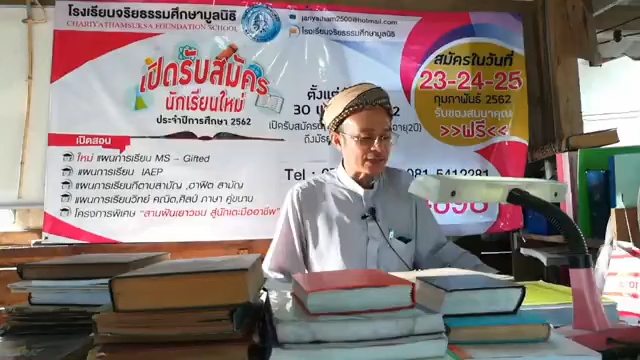 โรงเรียนจริยธรรมศึกษามูลนิธิ
CHARIYATHAMSUKSA FOUNDATION SCHOOL
janyatham2500@hotmail.com
โรงเรียนจริยธรรมศึกษามูลนิธิ
เปิดรับสมัคร
นักเรียนใหม่
ประจำปีการศึกษา 2562
ตั้งแต่
30
สมัครในวันที่
23-24-25
กุมภาพันธ์ 2562
รับของสมนาคุณ
>>ฟรี<<
เปิดสอน
ใหม่ แผนการเรียน MS - Gifted
แผนการเรียน IAEP
แผนการเรียนกีตาบสามัญ ,ฮาฟิต สามัญ
แผนการเรียนวิทย์ คณิต,ศิลป์ ภาษา คู่ขนาน
โครงการพิเศษ "สานฝันเยาวชน สู่นักเตะมืออาชีพ"
Tel :
081-5412281